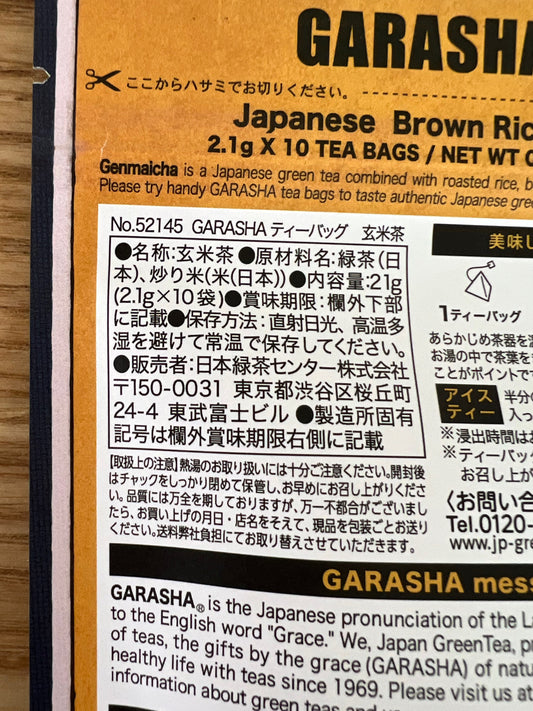 GARASHA
ここからハサミでお切りください。
Japanese Brown Ric
2.1g X 10 TEA BAGS / NET WT
Genmaicha is a Japanese green tea combined with roasted rice, b
Please try handy GARASHA tea bags to taste authentic Japanese gre
No.52145 GARASHA ティーバッグ 玄米茶
●名称:玄米茶 ●原材料名:緑茶(日
本)、炒り米(米(日本))●内容量:21g
(2.1g×10袋)●賞味期限:欄外下部
に記載●保存方法:直射日光、高温多
湿を避けて常温で保存してください。
●販売者:日本緑茶センター株式会社
〒150-0031 東京都渋谷区桜丘町
24-4 東武富士ビル ●製造所固有
記号は欄外賞味期限右側に記載
【取扱上の注意】熱湯のお取り扱いには十分ご注意ください。開封後
はチャックをしっかり閉めて保管し、お早めにお召し上がりくださ
い。品質には万全を期しておりますが、万一不都合がございまし
たら、お買い上げの月日・店名をそえて、現品を包装ごとお送り
ください。送料弊社負担にてお取り替えさせていただきます。
美味し
1ティーバッグ
あらかじめ茶器を温
お湯の中で茶葉を
ことがポイントです
アイス
ティー
半分の
入っ
※浸出時間はお
※ティーバッグ
お召し上が
〈お問い合
Tel.0120-
www.jp-gre
GARASHA mess
GARASHA® is the Japanese pronunciation of the La
to the English word "Grace." We, Japan GreenTea, pr
of teas, the gifts by the grace (GARASHA) of natu
healthy life with teas since 1969. Please visit us at
information about green teas and